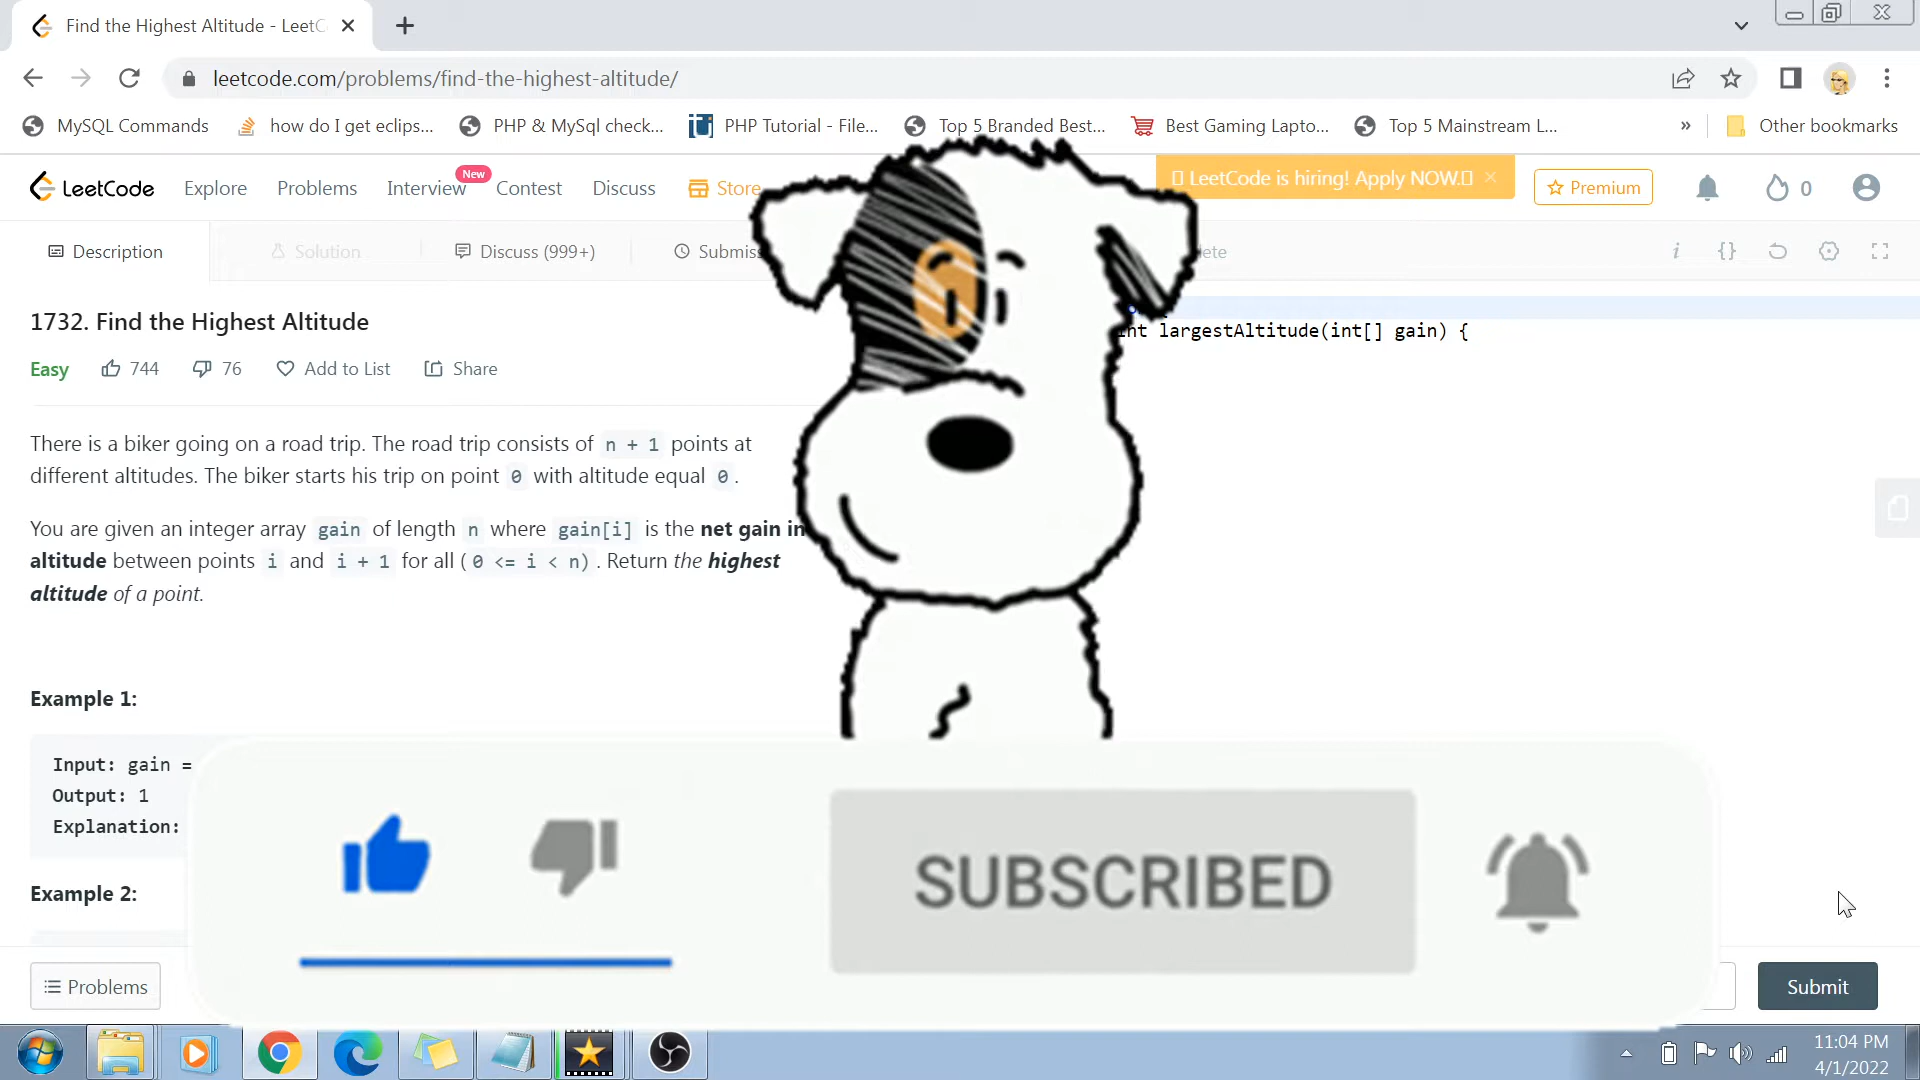 Find the Highest Altitude - LeetC
leetcode.com/problems/find-the-highest-altitude/
MySQL Commands
how do I get eclips...
PHP & MySql check...
PHP Tutorial - File...
Top 5 Branded Best...
Best Gaming Lapto...
Top 5 Mainstream L...
»
Other bookmarks
LeetCode
Explore
Problems
Interview
New
Contest
Discuss
Store
LeetCode is hiring! Apply NOW.
Premium
0
Description
Solution
Discuss (999+)
Submiss
1732. Find the Highest Altitude
int largestAltitude(int[] gain) {
Easy
744
76
Add to List
Share
There is a biker going on a road trip. The road trip consists of n + 1 points at
different altitudes. The biker starts his trip on point 0 with altitude equal 0.
You are given an integer array gain of length n where gain[i] is the net gain in
altitude between points i and i + 1 for all (0 <= i < n). Return the highest
altitude of a point.
Example 1:
Input: gain =
Output: 1
Explanation:
Example 2:
SUBSCRIBED
Problems
Submit
11:04 PM
4/1/2022